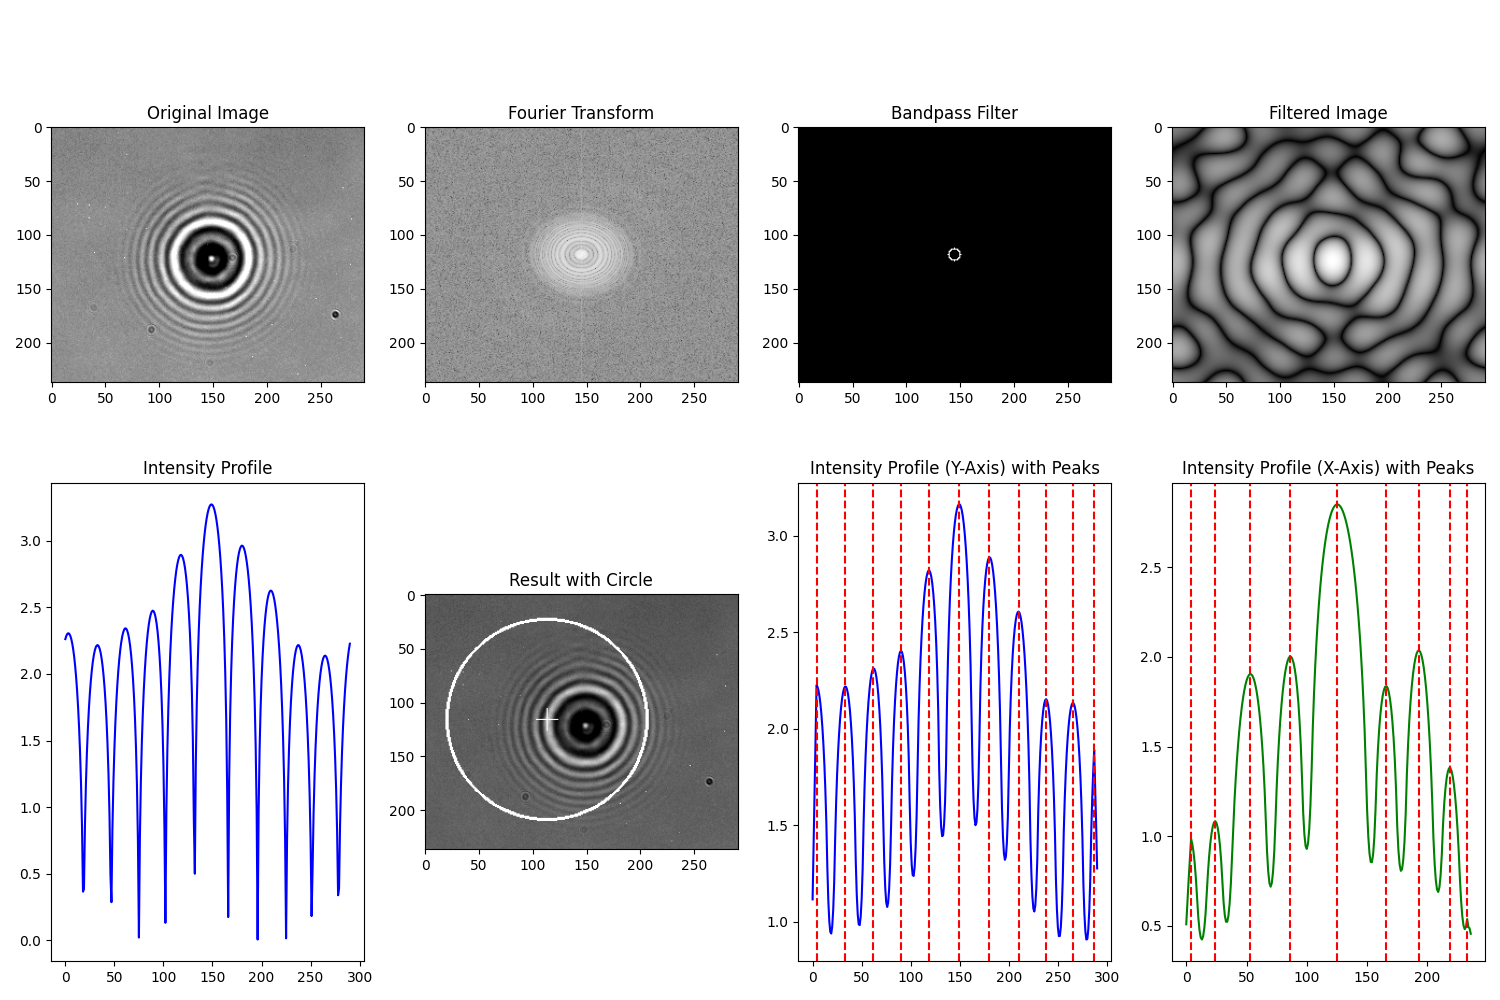 Original Image
0
50
100
150
200
0 50 100 150 200 250
Fourier Transform
0
50
100
150
200
0 50 100 150 200 250
Bandpass Filter
0
50
100
150
200
0 50 100 150 200 250
Filtered Image
0
50
100
150
200
0 50 100 150 200 250
Intensity Profile
3.0
2.5
2.0
1.5
1.0
0.5
0.0
0 50 100 150 200 250 300
Result with Circle
0
50
100
150
200
0 50 100 150 200 250
Intensity Profile (Y-Axis) with Peaks
3.0
2.5
2.0
1.5
1.0
0 50 100 150 200 250 300
Intensity Profile (X-Axis) with Peaks
2.5
2.0
1.5
1.0
0.5
0 50 100 150 200